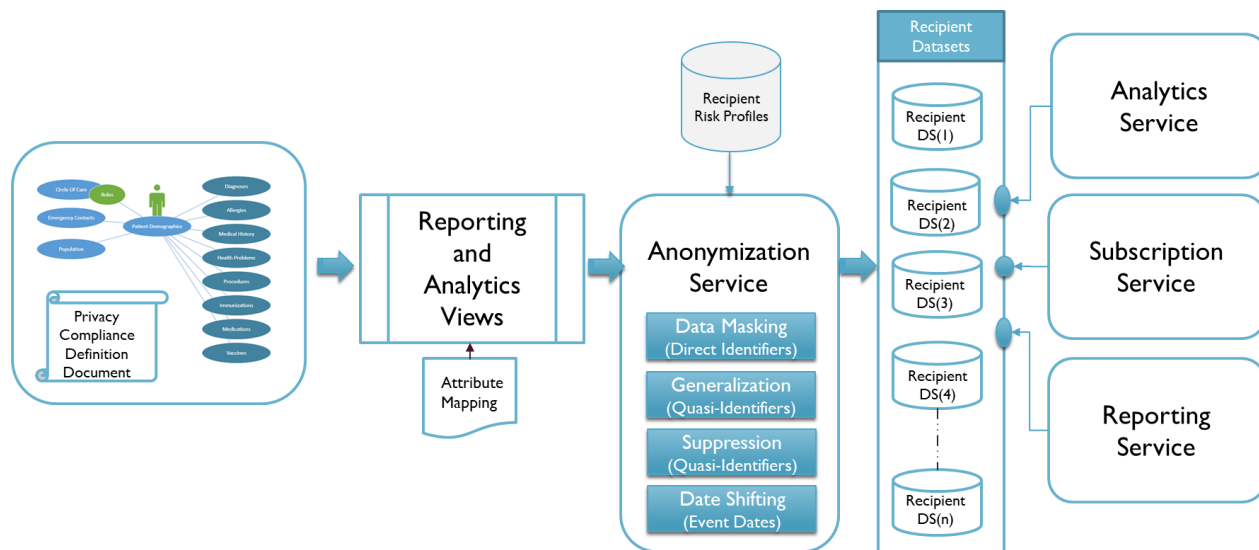 Circle Of Care
Roles
Emergency Contacts
Patient Demographics
Population
Diagnoses
Allergies
Medical History
Health Problems
Procedures
Immunizations
Medications
Vaccines
Privacy
Compliance
Definition
Document
Reporting
and
Analytics
Views
Attribute
Mapping
Recipient
Risk Profiles
Anonymization
Service
Data Masking
(Direct Identifiers)
Generalization
(Quasi-Identifiers)
Suppression
(Quasi-Identifiers)
Date Shifting
(Event Dates)
Recipient
Datasets
Recipient
DS(1)
Recipient
DS(2)
Recipient
DS(3)
Recipient
DS(4)
Recipient
DS(n)
Analytics
Service
Subscription
Service
Reporting
Service